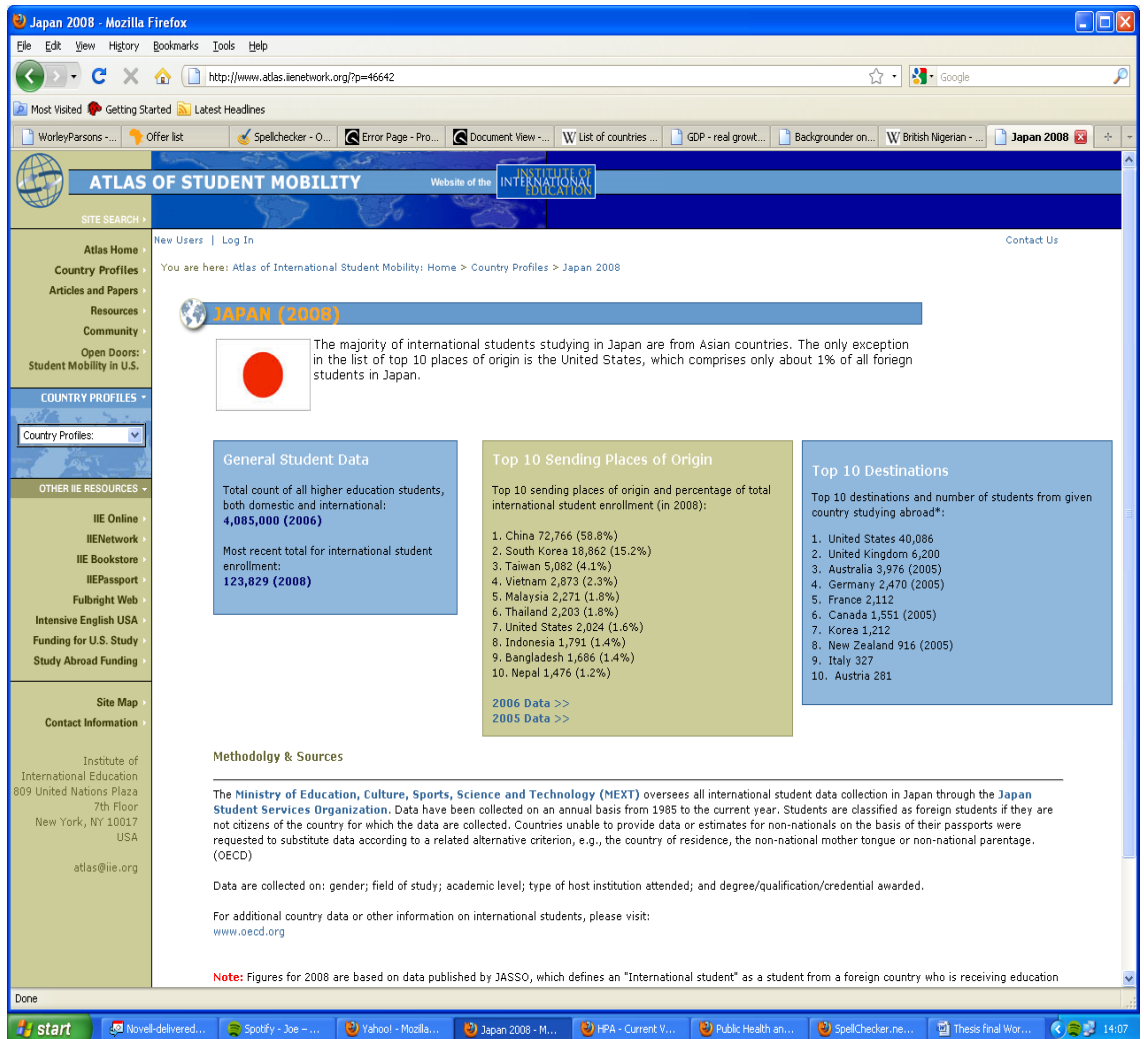 Japan 2008 - Mozilla Firefox
File Edit View History Bookmarks Tools Help
http://www.atlas.iienetwork.org/?p=46642
Google
Most Visited Getting Started Latest Headlines
WorleyParsons -... Offer list Spellchecker - O... Error Page - Pro... Document View -... List of countries ... GDP - real growt... Backgrounder on... British Nigerian - ... Japan 2008
ATLAS OF STUDENT MOBILITY
Website of the INSTITUTE OF INTERNATIONAL EDUCATION
SITE SEARCH
New Users | Log In
Contact Us
You are here: Atlas of International Student Mobility: Home > Country Profiles > Japan 2008
Atlas Home
Country Profiles
Articles and Papers
Resources
Community
Open Doors:
Student Mobility in U.S.
COUNTRY PROFILES
Country Profiles:
OTHER IIE RESOURCES
IIE Online
IIENetwork
IIE Bookstore
IIEPassport
Fulbright Web
Intensive English USA
Funding for U.S. Study
Study Abroad Funding
Site Map
Contact Information
Institute of
International Education
809 United Nations Plaza
7th Floor
New York, NY 10017
USA
atlas@iie.org
JAPAN (2008)
The majority of international students studying in Japan are from Asian countries. The only exception
in the list of top 10 places of origin is the United States, which comprises only about 1% of all foriegn
students in Japan.
General Student Data
Total count of all higher education students,
both domestic and international:
4,085,000 (2006)
Most recent total for international student
enrollment:
123,829 (2008)
Top 10 Sending Places of Origin
Top 10 sending places of origin and percentage of total
international student enrollment (in 2008):
1. China 72,766 (58.8%)
2. South Korea 18,862 (15.2%)
3. Taiwan 5,082 (4.1%)
4. Vietnam 2,873 (2.3%)
5. Malaysia 2,271 (1.8%)
6. Thailand 2,203 (1.8%)
7. United States 2,024 (1.6%)
8. Indonesia 1,791 (1.4%)
9. Bangladesh 1,686 (1.4%)
10. Nepal 1,476 (1.2%)
2006 Data >>
2005 Data >>
Top 10 Destinations
Top 10 destinations and number of students from given
country studying abroad*:
1. United States 40,086
2. United Kingdom 6,200
3. Australia 3,976 (2005)
4. Germany 2,470 (2005)
5. France 2,112
6. Canada 1,551 (2005)
7. Korea 1,212
8. New Zealand 916 (2005)
9. Italy 327
10. Austria 281
Methodolgy & Sources
The Ministry of Education, Culture, Sports, Science and Technology (MEXT) oversees all international student data collection in Japan through the Japan
Student Services Organization. Data have been collected on an annual basis from 1985 to the current year. Students are classified as foreign students if they are
not citizens of the country for which the data are collected. Countries unable to provide data or estimates for non-nationals on the basis of their passports were
requested to substitute data according to a related alternative criterion, e.g., the country of residence, the non-national mother tongue or non-national parentage.
(OECD)
Data are collected on: gender; field of study; academic level; type of host institution attended; and degree/qualification/credential awarded.
For additional country data or other information on international students, please visit:
www.oecd.org
Note: Figures for 2008 are based on data published by JASSO, which defines an "International student" as a student from a foreign country who is receiving education
Done
start Novell-delivered... Spotify - Joe – ... Yahoo! - Mozilla... Japan 2008 - M... HPA - Current V... Public Health an... SpellChecker.ne... Thesis final Wor... 14:07